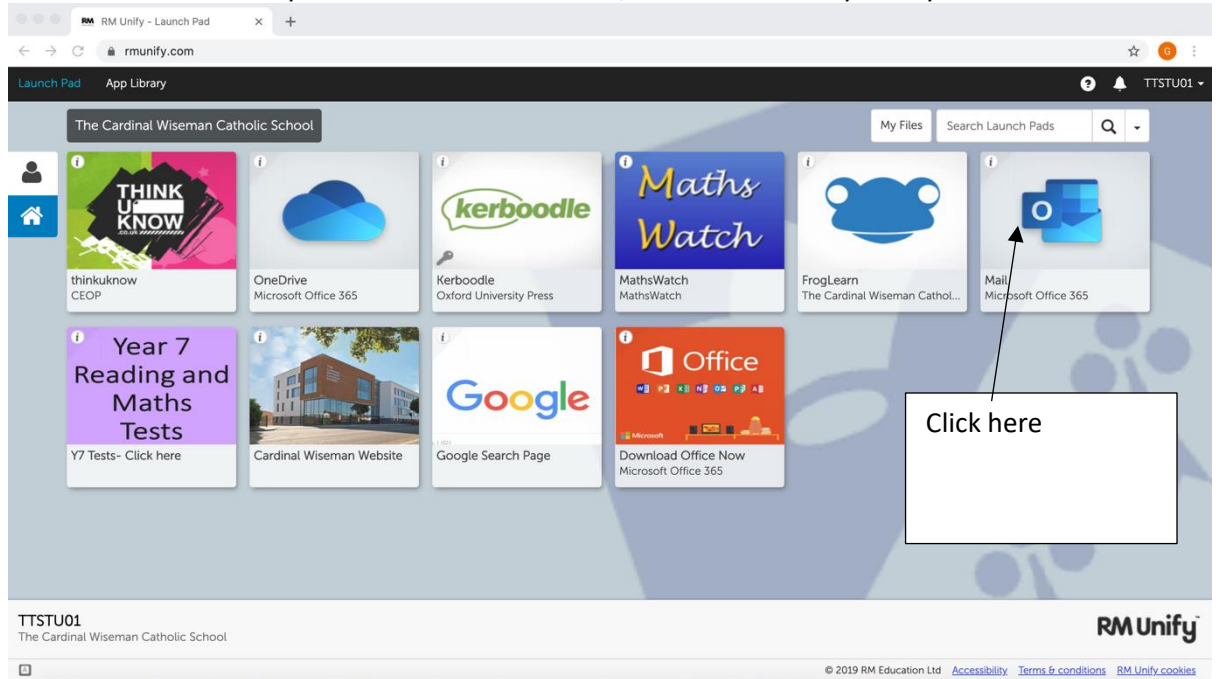 RM RM Unify - Launch Pad × +
rmunify.com G
Launch Pad App Library ? TTSTU01
The Cardinal Wiseman Catholic School My Files Search Launch Pads
THINK
U
KNOW
.co.uk
thinkuknow
CEOP
OneDrive
Microsoft Office 365
kerboodle
Kerboodle
Oxford University Press
Maths
Watch
MathsWatch
MathsWatch
FrogLearn
The Cardinal Wiseman Cathol...
O
Mail
Microsoft Office 365
Year 7
Reading and
Maths
Tests
Y7 Tests- Click here
Cardinal Wiseman Website
Google
Google Search Page
Office
Microsoft
Download Office Now
Microsoft Office 365
Click here
TTSTU01
The Cardinal Wiseman Catholic School
RM Unify
© 2019 RM Education Ltd Accessibility Terms & conditions RM Unify cookies